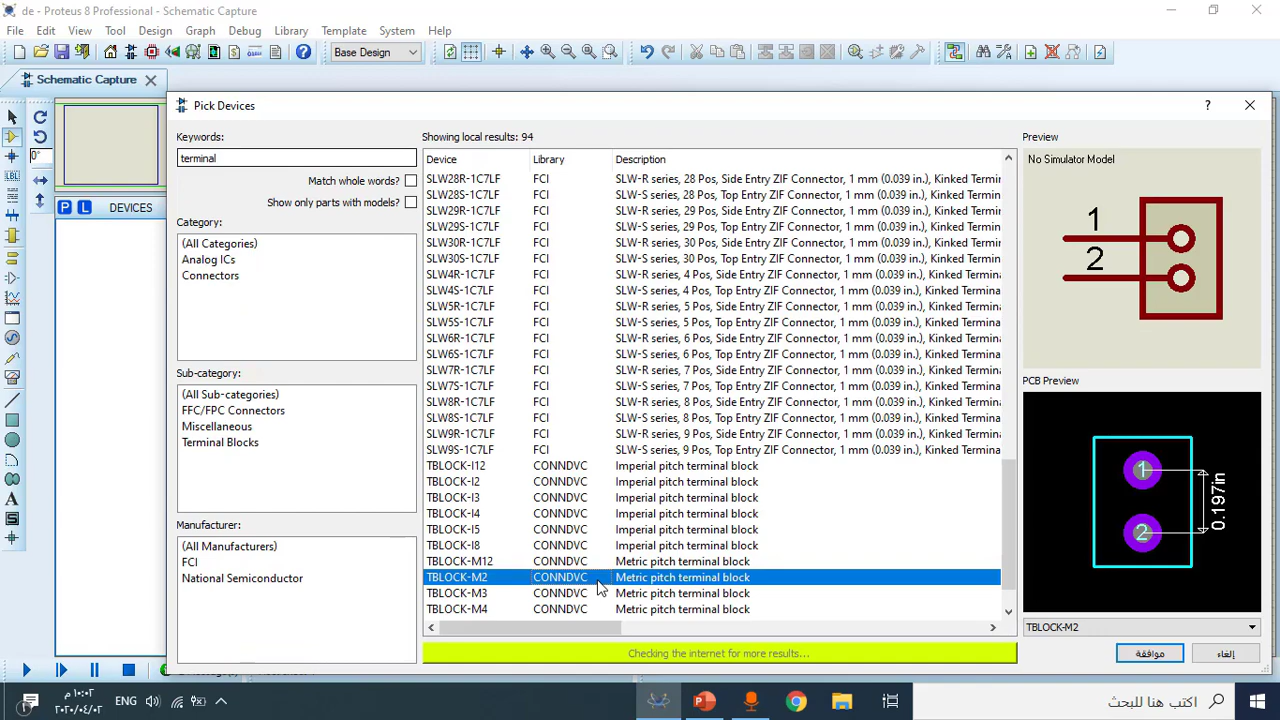 de - Proteus 8 Professional - Schematic Capture
File Edit View Tool Design Graph Debug Library Template System Help
Base Design
Schematic Capture
Pick Devices
Keywords:
terminal
Match whole words?
Show only parts with models?
Category:
(All Categories)
Analog ICs
Connectors
Sub-category:
(All Sub-categories)
FFC/FPC Connectors
Miscellaneous
Terminal Blocks
Manufacturer:
(All Manufacturers)
FCI
National Semiconductor
0°
P L DEVICES
LBL
Showing local results: 94
Device Library Description
SLW28R-1C7LF FCI SLW-R series, 28 Pos, Side Entry ZIF Connector, 1 mm (0.039 in.), Kinked Termina
SLW28S-1C7LF FCI SLW-S series, 28 Pos, Top Entry ZIF Connector, 1 mm (0.039 in.), Kinked Termina
SLW29R-1C7LF FCI SLW-R series, 29 Pos, Side Entry ZIF Connector, 1 mm (0.039 in.), Kinked Termina
SLW29S-1C7LF FCI SLW-S series, 29 Pos, Top Entry ZIF Connector, 1 mm (0.039 in.), Kinked Termina
SLW30R-1C7LF FCI SLW-R series, 30 Pos, Side Entry ZIF Connector, 1 mm (0.039 in.), Kinked Termina
SLW30S-1C7LF FCI SLW-S series, 30 Pos, Top Entry ZIF Connector, 1 mm (0.039 in.), Kinked Termina
SLW4R-1C7LF FCI SLW-R series, 4 Pos, Side Entry ZIF Connector, 1 mm (0.039 in.), Kinked Termina
SLW4S-1C7LF FCI SLW-S series, 4 Pos, Top Entry ZIF Connector, 1 mm (0.039 in.), Kinked Termina
SLW5R-1C7LF FCI SLW-R series, 5 Pos, Side Entry ZIF Connector, 1 mm (0.039 in.), Kinked Termina
SLW5S-1C7LF FCI SLW-S series, 5 Pos, Top Entry ZIF Connector, 1 mm (0.039 in.), Kinked Termina
SLW6R-1C7LF FCI SLW-R series, 6 Pos, Side Entry ZIF Connector, 1 mm (0.039 in.), Kinked Termina
SLW6S-1C7LF FCI SLW-S series, 6 Pos, Top Entry ZIF Connector, 1 mm (0.039 in.), Kinked Termina
SLW7R-1C7LF FCI SLW-R series, 7 Pos, Side Entry ZIF Connector, 1 mm (0.039 in.), Kinked Termina
SLW7S-1C7LF FCI SLW-S series, 7 Pos, Top Entry ZIF Connector, 1 mm (0.039 in.), Kinked Termina
SLW8R-1C7LF FCI SLW-R series, 8 Pos, Side Entry ZIF Connector, 1 mm (0.039 in.), Kinked Termina
SLW8S-1C7LF FCI SLW-S series, 8 Pos, Top Entry ZIF Connector, 1 mm (0.039 in.), Kinked Termina
SLW9R-1C7LF FCI SLW-R series, 9 Pos, Side Entry ZIF Connector, 1 mm (0.039 in.), Kinked Termina
SLW9S-1C7LF FCI SLW-S series, 9 Pos, Top Entry ZIF Connector, 1 mm (0.039 in.), Kinked Termina
TBLOCK-I12 CONNDVC Imperial pitch terminal block
TBLOCK-I2 CONNDVC Imperial pitch terminal block
TBLOCK-I3 CONNDVC Imperial pitch terminal block
TBLOCK-I4 CONNDVC Imperial pitch terminal block
TBLOCK-I5 CONNDVC Imperial pitch terminal block
TBLOCK-I8 CONNDVC Imperial pitch terminal block
TBLOCK-M12 CONNDVC Metric pitch terminal block
TBLOCK-M2 CONNDVC Metric pitch terminal block
TBLOCK-M3 CONNDVC Metric pitch terminal block
TBLOCK-M4 CONNDVC Metric pitch terminal block
Checking the internet for more results...
Preview
No Simulator Model
1
2
PCB Preview
1
2
0.197in
TBLOCK-M2
موافقة
إلغاء
١٠:٠٢ م
٢٠٢٠/٠٤/٠٢
ENG
اكتب هنا للبحث